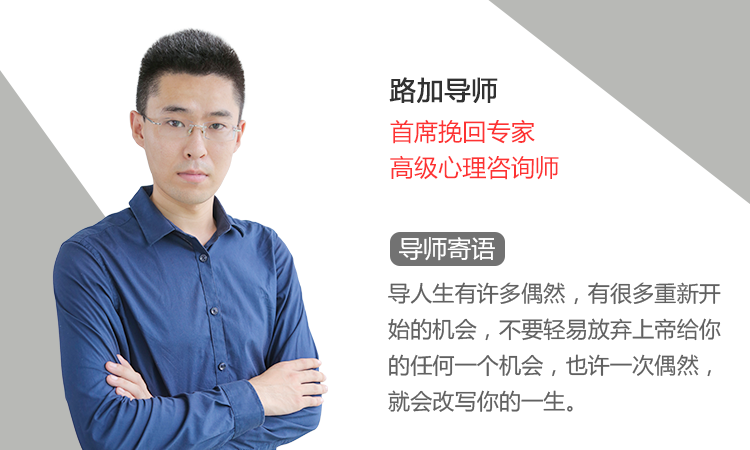 路加导师
首席挽回专家
高级心理咨询师
导师寄语
导人生有许多偶然，有很多重新开
始的机会，不要轻易放弃上帝给你
的任何一个机会，也许一次偶然，
就会改写你的一生。